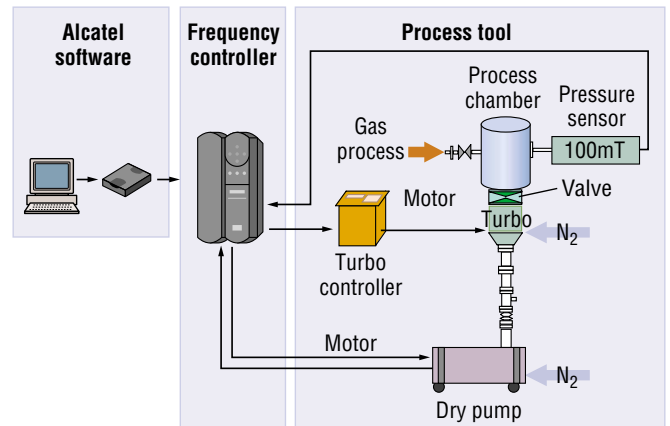 Alcatel
software
Frequency
controller
Process tool
Process
chamber
Pressure
sensor
Gas
process
100mT
Valve
Motor
Turbo
N₂
Turbo
controller
Motor
N₂
Dry pump